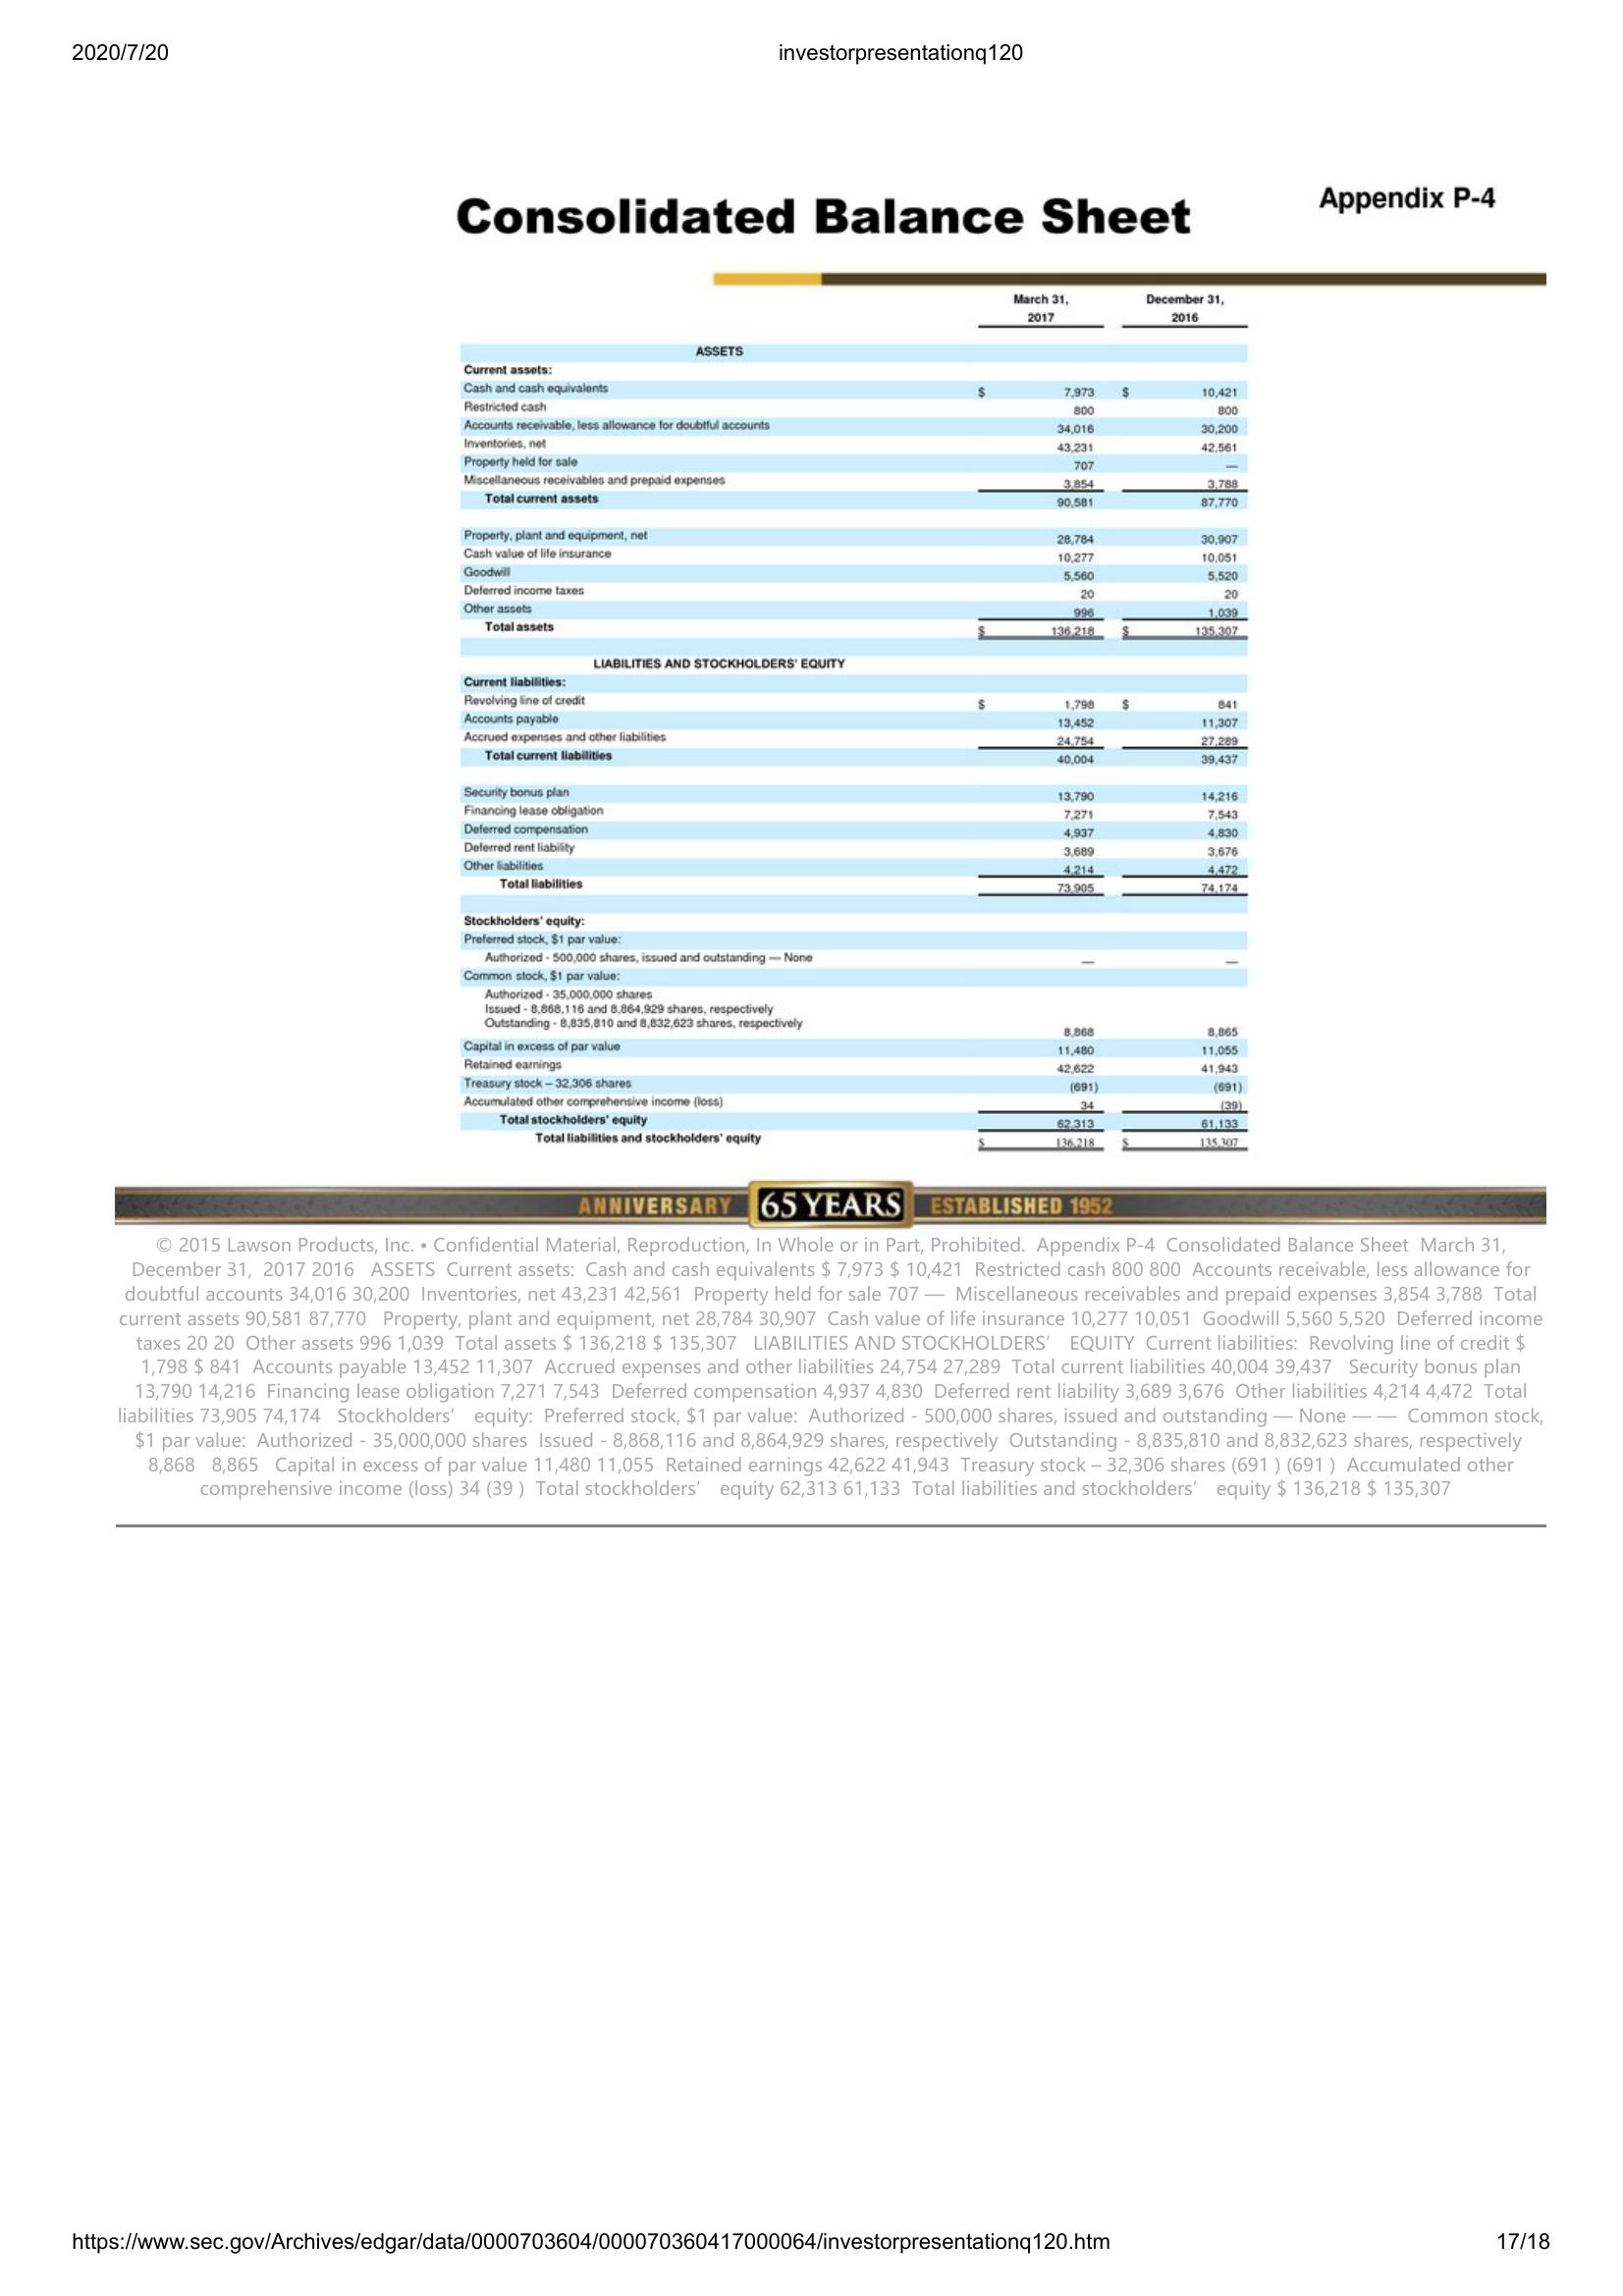 2020/7/20 investorpresentationq120
Consolidated Balance Sheet Appendix P-4
March 31, December 31,
2017 2016
ASSETS
Current assets:
Cash and cash equivalents $ 7,973 $ 10,421
Restricted cash 800 800
Accounts receivable, less allowance for doubtful accounts 34,016 30,200
Inventories, net 43,231 42,561
Property held for sale 707 —
Miscellaneous receivables and prepaid expenses 3,854 3,788
Total current assets 90,581 87,770
Property, plant and equipment, net 28,784 30,907
Cash value of life insurance 10,277 10,051
Goodwill 5,560 5,520
Deferred income taxes 20 20
Other assets 996 1,039
Total assets $ 136,218 $ 135,307
LIABILITIES AND STOCKHOLDERS' EQUITY
Current liabilities:
Revolving line of credit $ 1,798 $ 841
Accounts payable 13,452 11,307
Accrued expenses and other liabilities 24,754 27,289
Total current liabilities 40,004 39,437
Security bonus plan 13,790 14,216
Financing lease obligation 7,271 7,543
Deferred compensation 4,937 4,830
Deferred rent liability 3,689 3,676
Other liabilities 4,214 4,472
Total liabilities 73,905 74,174
Stockholders' equity:
Preferred stock, $1 par value:
Authorized - 500,000 shares, issued and outstanding — None — —
Common stock, $1 par value:
Authorized - 35,000,000 shares
Issued - 8,868,116 and 8,864,929 shares, respectively
Outstanding - 8,835,810 and 8,832,623 shares, respectively
8,868 8,865
Capital in excess of par value 11,480 11,055
Retained earnings 42,622 41,943
Treasury stock – 32,306 shares (691) (691)
Accumulated other comprehensive income (loss) 34 (39)
Total stockholders' equity 62,313 61,133
Total liabilities and stockholders' equity $ 136,218 $ 135,307
ANNIVERSARY 65 YEARS ESTABLISHED 1952
© 2015 Lawson Products, Inc. • Confidential Material, Reproduction, In Whole or in Part, Prohibited. Appendix P-4 Consolidated Balance Sheet March 31,
December 31, 2017 2016 ASSETS Current assets: Cash and cash equivalents $ 7,973 $ 10,421 Restricted cash 800 800 Accounts receivable, less allowance for
doubtful accounts 34,016 30,200 Inventories, net 43,231 42,561 Property held for sale 707 — Miscellaneous receivables and prepaid expenses 3,854 3,788 Total
current assets 90,581 87,770 Property, plant and equipment, net 28,784 30,907 Cash value of life insurance 10,277 10,051 Goodwill 5,560 5,520 Deferred income
taxes 20 20 Other assets 996 1,039 Total assets $ 136,218 $ 135,307 LIABILITIES AND STOCKHOLDERS' EQUITY Current liabilities: Revolving line of credit $
1,798 $ 841 Accounts payable 13,452 11,307 Accrued expenses and other liabilities 24,754 27,289 Total current liabilities 40,004 39,437 Security bonus plan
13,790 14,216 Financing lease obligation 7,271 7,543 Deferred compensation 4,937 4,830 Deferred rent liability 3,689 3,676 Other liabilities 4,214 4,472 Total
liabilities 73,905 74,174 Stockholders' equity: Preferred stock, $1 par value: Authorized - 500,000 shares, issued and outstanding — None — — Common stock,
$1 par value: Authorized - 35,000,000 shares Issued - 8,868,116 and 8,864,929 shares, respectively Outstanding - 8,835,810 and 8,832,623 shares, respectively
8,868 8,865 Capital in excess of par value 11,480 11,055 Retained earnings 42,622 41,943 Treasury stock – 32,306 shares (691 ) (691 ) Accumulated other
comprehensive income (loss) 34 (39 ) Total stockholders' equity 62,313 61,133 Total liabilities and stockholders' equity $ 136,218 $ 135,307
https://www.sec.gov/Archives/edgar/data/0000703604/000070360417000064/investorpresentationq120.htm 17/18